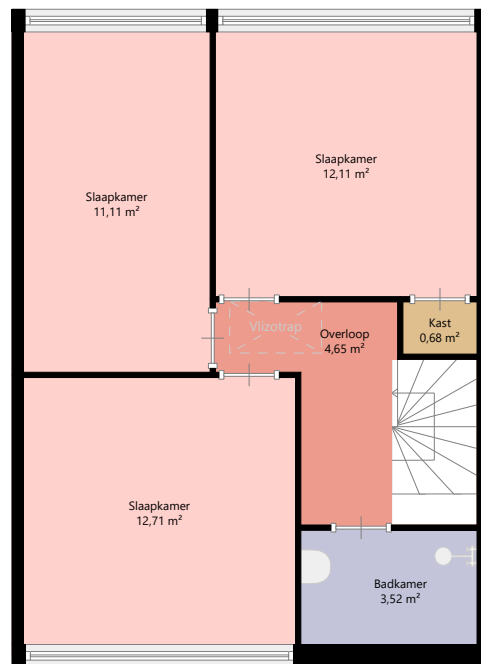 Slaapkamer
12,11 m²
Slaapkamer
11,11 m²
Vlizotrap
Overloop
4,65 m²
Kast
0,68 m²
Slaapkamer
12,71 m²
Badkamer
3,52 m²